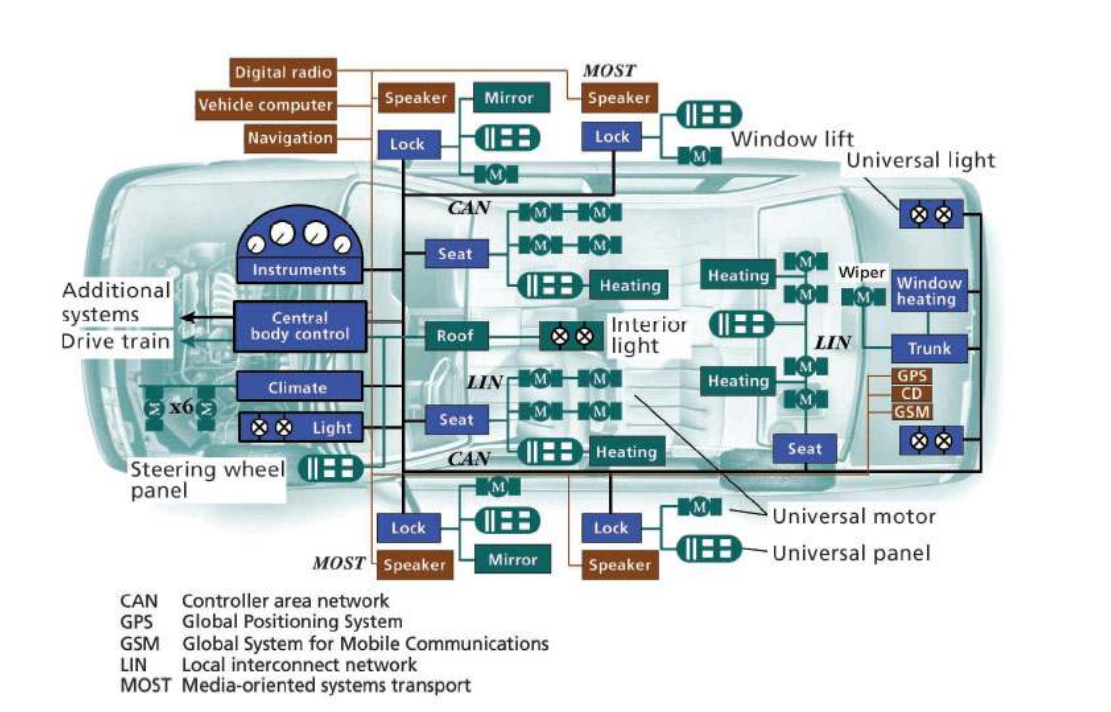 Digital radio
MOST
Speaker
Mirror
Speaker
Vehicle computer
Navigation
Lock
Lock
M
M
Window lift
Universal light
CAN
M
M
Seat
M
M
Instruments
Heating
Heating
M
M
Wiper
M
Window
heating
Additional
systems
Drive train
Central
body control
Roof
Interior
light
LIN
Trunk
Climate
LIN
M
M
Heating
M
M
GPS
CD
GSM
M
x6
M
Light
Seat
M
M
CAN
Heating
Seat
Steering wheel
panel
M
Lock
Lock
M
Universal motor
MOST
Speaker
Mirror
Speaker
Universal panel
CAN Controller area network
GPS Global Positioning System
GSM Global System for Mobile Communications
LIN Local interconnect network
MOST Media-oriented systems transport